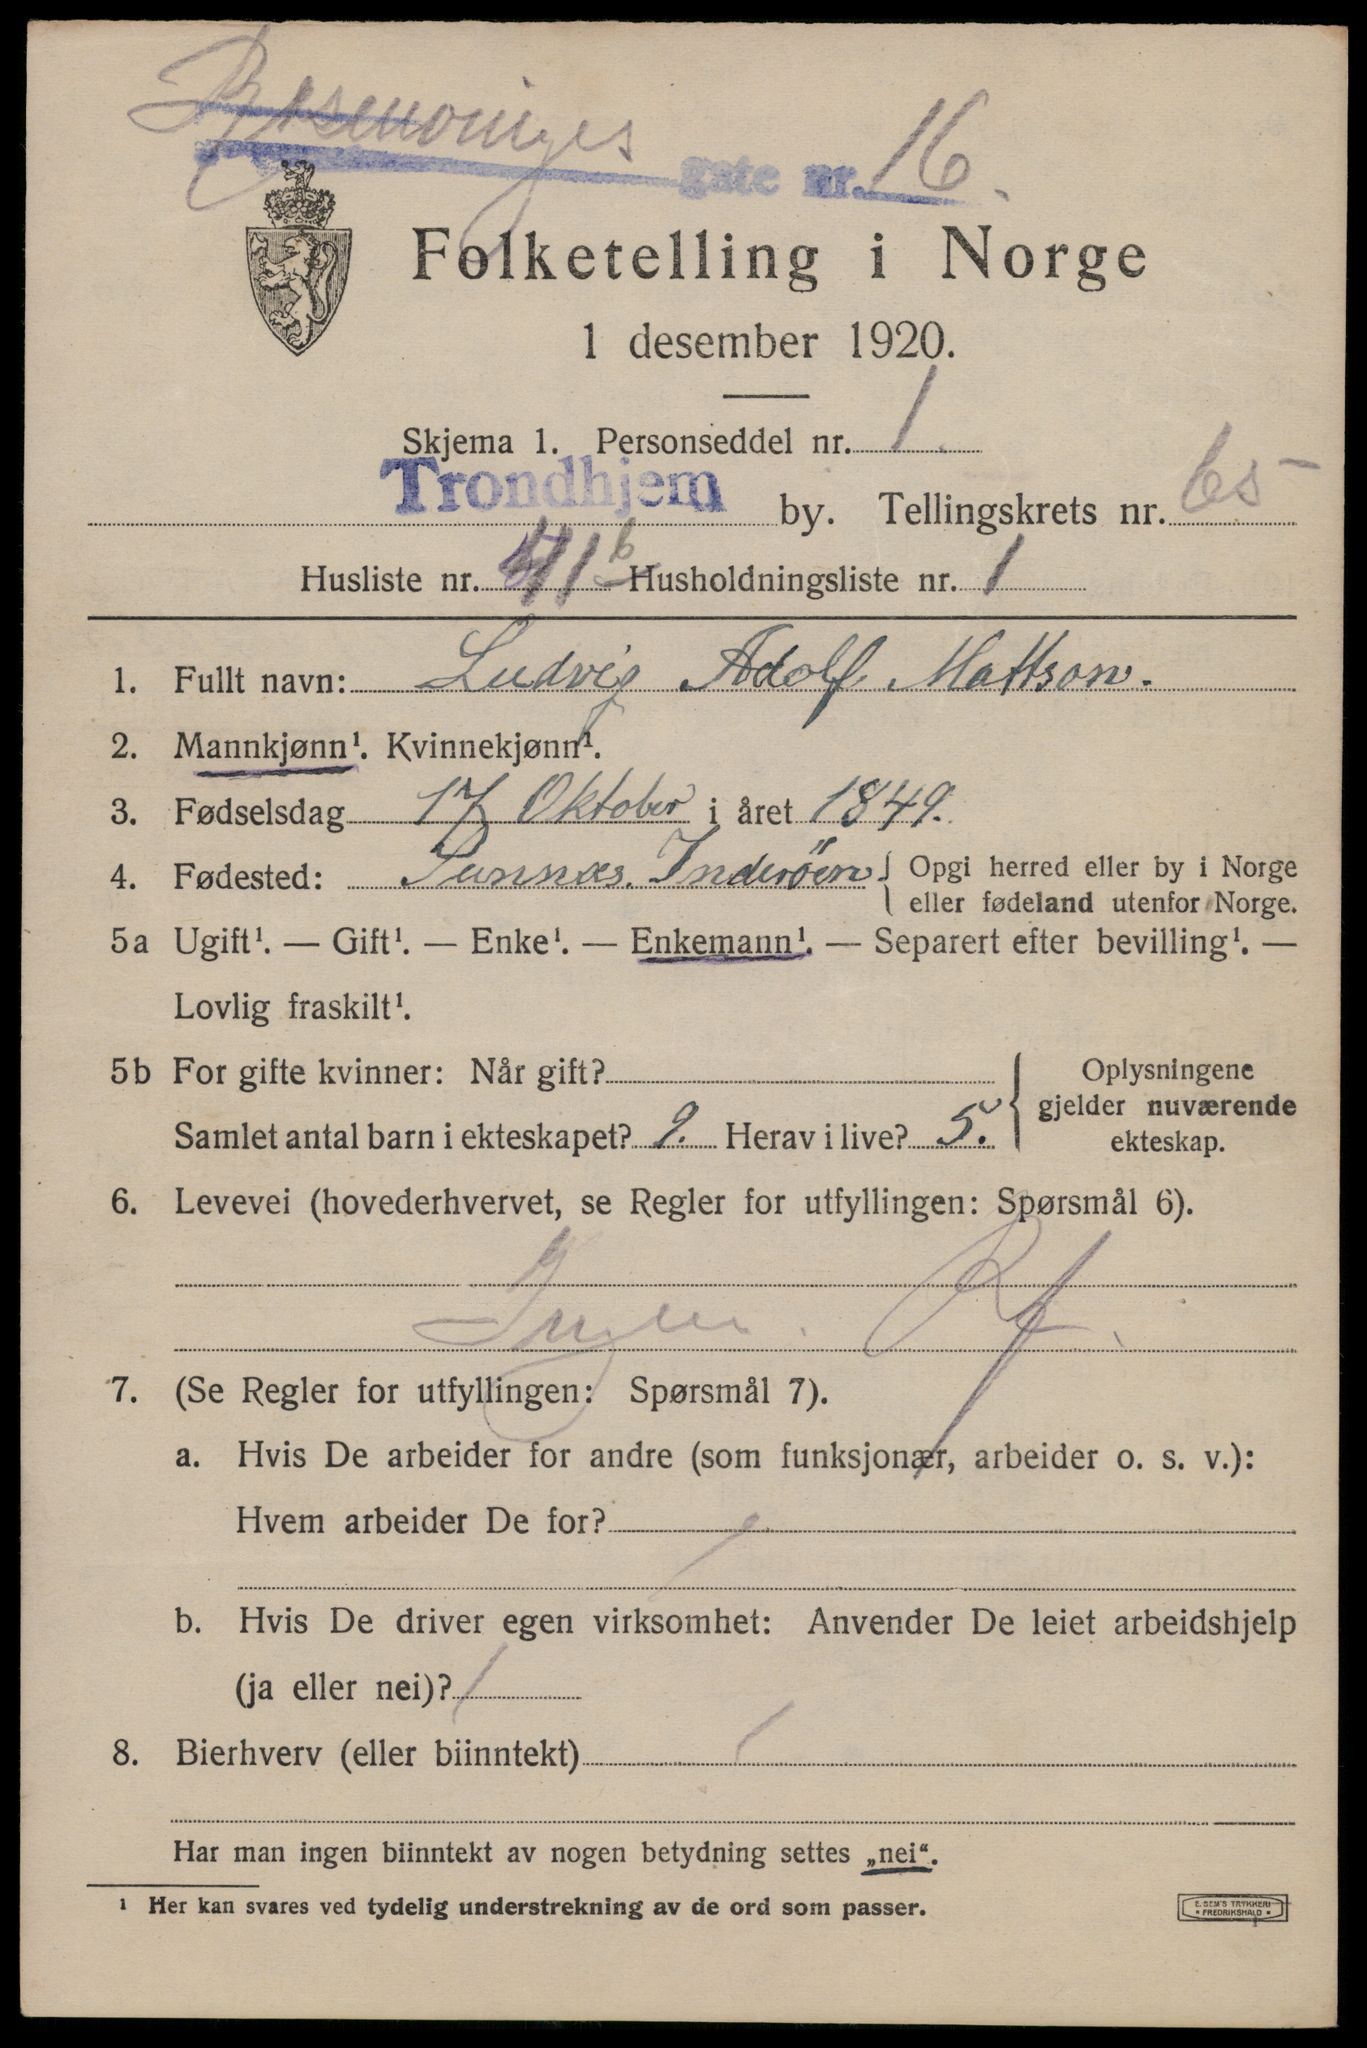 gate nr. 16.
Folketelling i Norge
1 desember 1920.
Skjema 1. Personseddel nr. 1.
Trondhjem by. Tellingskrets nr. 65
Husliste nr. 41 b Husholdningsliste nr. 1
1. Fullt navn: Ludvig Adolf Mattson.
2. Mannkjønn¹. Kvinnekjønn¹.
3. Fødselsdag 17 Oktober i året 1849.
4. Fødested: Sunnæs. Inderöen { Opgi herred eller by i Norge
eller fødeland utenfor Norge.
5a Ugift¹. — Gift¹. — Enke¹. — Enkemann¹. — Separert efter bevilling¹. —
Lovlig fraskilt¹.
5b For gifte kvinner: Når gift?
Samlet antal barn i ekteskapet? 9. Herav i live? 5.
{ Oplysningene
gjelder nuværende
ekteskap.
6. Levevei (hovederhvervet, se Regler for utfyllingen: Spørsmål 6).
Ingen.
7. (Se Regler for utfyllingen: Spørsmål 7).
a. Hvis De arbeider for andre (som funksjonær, arbeider o. s. v.):
Hvem arbeider De for? /
b. Hvis De driver egen virksomhet: Anvender De leiet arbeidshjelp
(ja eller nei)? /
8. Bierhverv (eller biinntekt) /
Har man ingen biinntekt av nogen betydning settes „nei“.
¹ Her kan svares ved tydelig understrekning av de ord som passer.
E. SEM'S TRYKKERI
* FREDRIKSHALD *